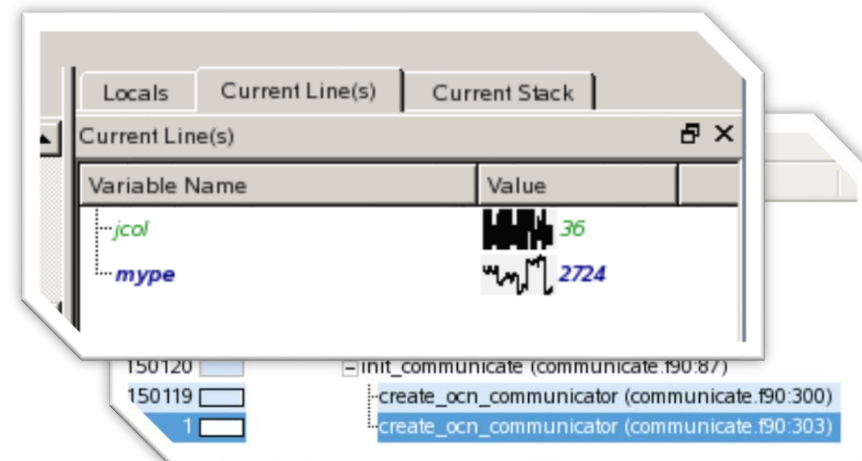 Locals Current Line(s) Current Stack
Current Line(s)
Variable Name Value
jcol 36
mype 2724
150120 init_communicate (communicate.f90:87)
150119 create_ocn_communicator (communicate.f90:300)
1 create_ocn_communicator (communicate.f90:303)